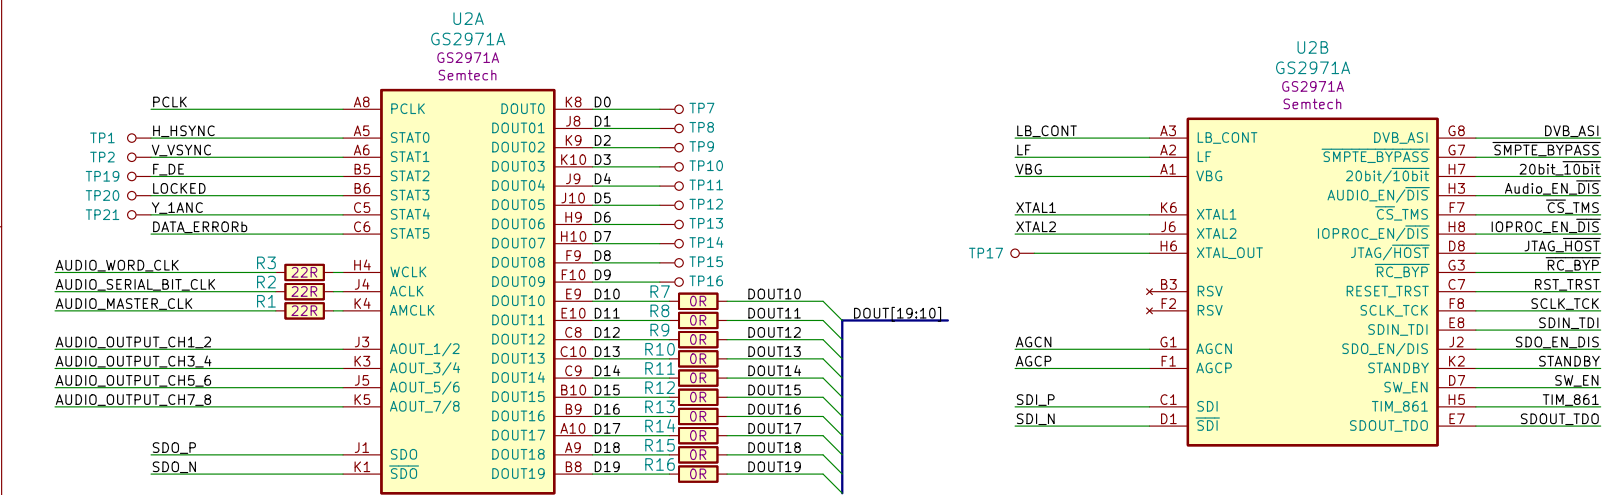 U2A
GS2971A
GS2971A
Semtech
PCLK A8 PCLK DOUT0 K8 D0 TP7
TP1 H_HSYNC A5 STAT0 DOUT01 J8 D1 TP8
TP2 V_VSYNC A6 STAT1 DOUT02 K9 D2 TP9
TP19 F_DE B5 STAT2 DOUT03 K10 D3 TP10
TP20 LOCKED B6 STAT3 DOUT04 J9 D4 TP11
TP21 Y_1ANC C5 STAT4 DOUT05 J10 D5 TP12
DATA_ERRORb C6 STAT5 DOUT06 H9 D6 TP13
DOUT07 H10 D7 TP14
AUDIO_WORD_CLK R3 22R H4 WCLK DOUT08 F9 D8 TP15
AUDIO_SERIAL_BIT_CLK R2 22R J4 ACLK DOUT09 F10 D9 TP16
AUDIO_MASTER_CLK R1 22R K4 AMCLK DOUT10 E9 D10 R7 0R DOUT10
DOUT11 E10 D11 R8 0R DOUT11 DOUT[19:10]
AUDIO_OUTPUT_CH1_2 J3 AOUT_1/2 DOUT12 C8 D12 R9 0R DOUT12
AUDIO_OUTPUT_CH3_4 K3 AOUT_3/4 DOUT13 C10 D13 R10 0R DOUT13
AUDIO_OUTPUT_CH5_6 J5 AOUT_5/6 DOUT14 C9 D14 R11 0R DOUT14
AUDIO_OUTPUT_CH7_8 K5 AOUT_7/8 DOUT15 B10 D15 R12 0R DOUT15
DOUT16 B9 D16 R13 0R DOUT16
DOUT17 A10 D17 R14 0R DOUT17
SDO_P J1 SDO DOUT18 A9 D18 R15 0R DOUT18
SDO_N K1 SDO DOUT19 B8 D19 R16 0R DOUT19
U2B
GS2971A
GS2971A
Semtech
LB_CONT A3 LB_CONT DVB_ASI G8 DVB_ASI
LF A2 LF SMPTE_BYPASS G7 SMPTE_BYPASS
VBG A1 VBG 20bit/10bit H7 20bit_10bit
AUDIO_EN/DIS H3 Audio_EN_DIS
XTAL1 K6 XTAL1 CS_TMS F7 CS_TMS
XTAL2 J6 XTAL2 IOPROC_EN/DIS H8 IOPROC_EN_DIS
TP17 H6 XTAL_OUT JTAG/HOST D8 JTAG_HOST
RC_BYP G3 RC_BYP
B3 RSV RESET_TRST C7 RST_TRST
F2 RSV SCLK_TCK F8 SCLK_TCK
SDIN_TDI E8 SDIN_TDI
AGCN G1 AGCN SDO_EN/DIS J2 SDO_EN_DIS
AGCP F1 AGCP STANDBY K2 STANDBY
SW_EN D7 SW_EN
SDI_P C1 SDI TIM_861 H5 TIM_861
SDI_N D1 SDI SDOUT_TDO E7 SDOUT_TDO